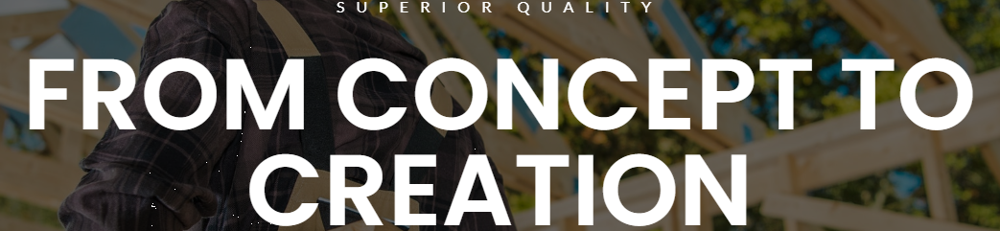 SUPERIOR QUALITY
FROM CONCEPT TO
CREATION